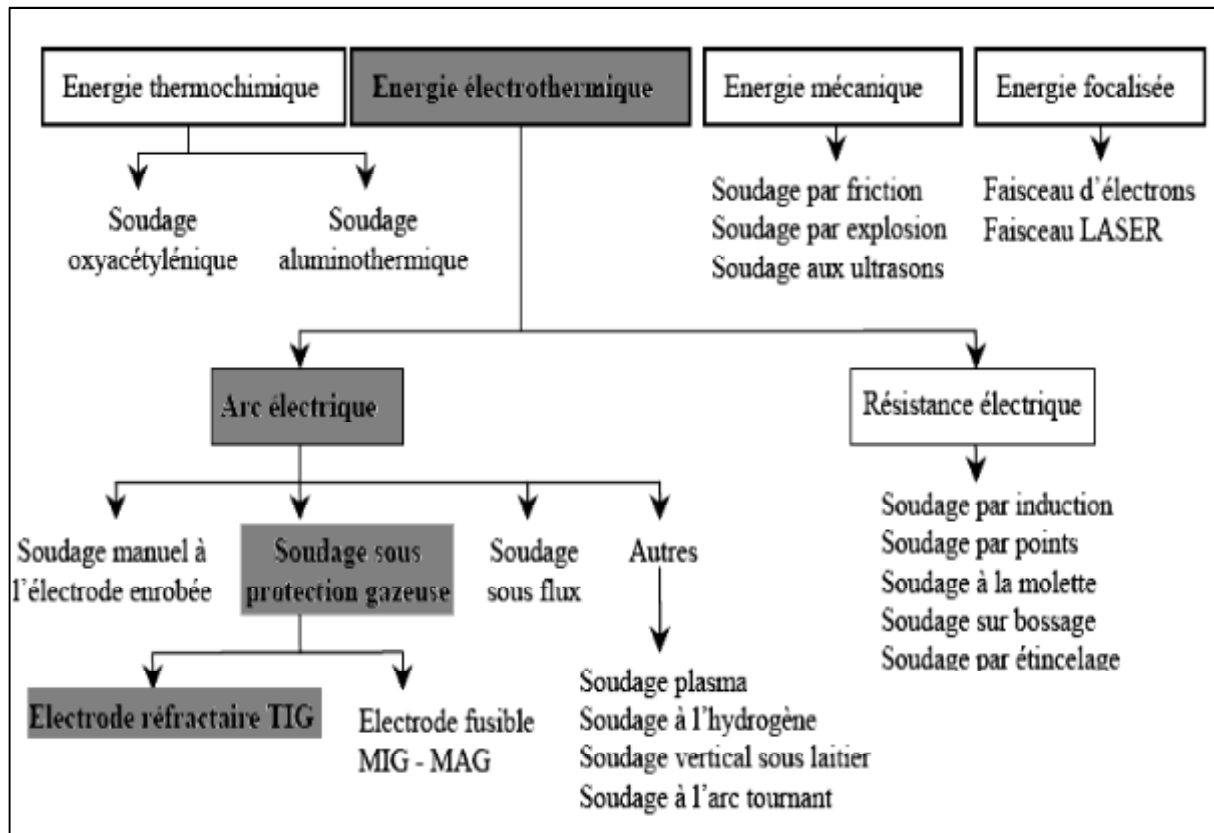 Energie thermochimique
Energie électrothermique
Energie mécanique
Energie focalisée
Soudage
oxyacétylénique
Soudage
aluminothermique
Soudage par friction
Soudage par explosion
Soudage aux ultrasons
Faisceau d'électrons
Faisceau LASER
Arc électrique
Résistance électrique
Soudage manuel à
l'électrode enrobée
Soudage sous
protection gazeuse
Soudage
sous flux
Autres
Soudage par induction
Soudage par points
Soudage à la molette
Soudage sur bossage
Soudage par étincelage
Electrode réfractaire TIG
Electrode fusible
MIG - MAG
Soudage plasma
Soudage à l'hydrogène
Soudage vertical sous laitier
Soudage à l'arc tournant